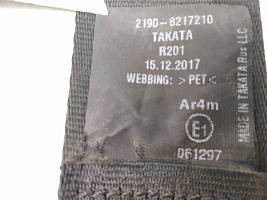 2190-8217210
TAKATA
R201
15.12.2017
WEBBING: >PET<
Ar4m
E1
061297
MADE IN TAKATA Rus LLC